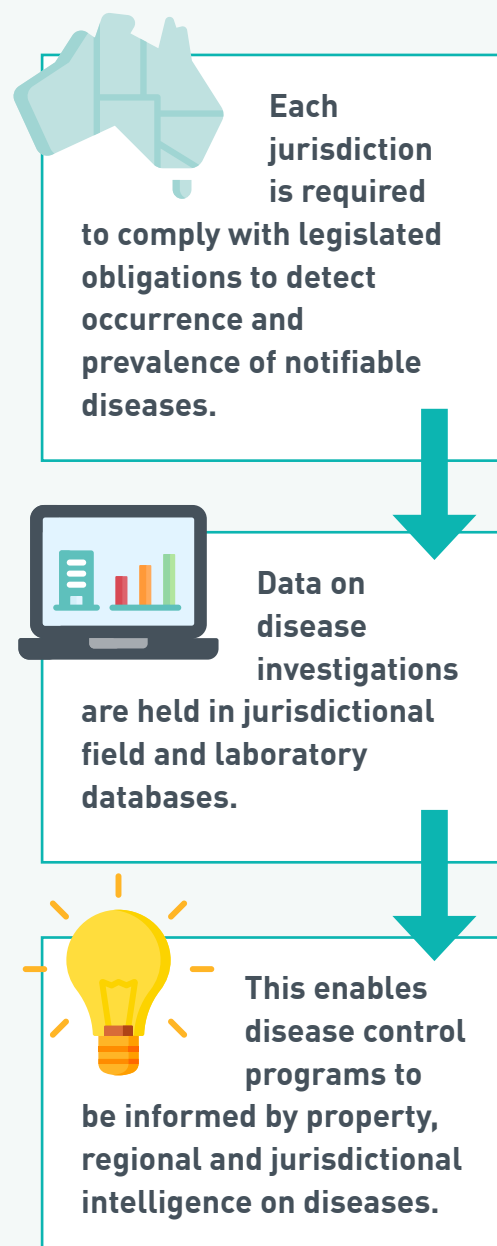 Each
jurisdiction
is required
to comply with legislated
obligations to detect
occurrence and
prevalence of notifiable
diseases.
Data on
disease
investigations
are held in jurisdictional
field and laboratory
databases.
This enables
disease control
programs to
be informed by property,
regional and jurisdictional
intelligence on diseases.